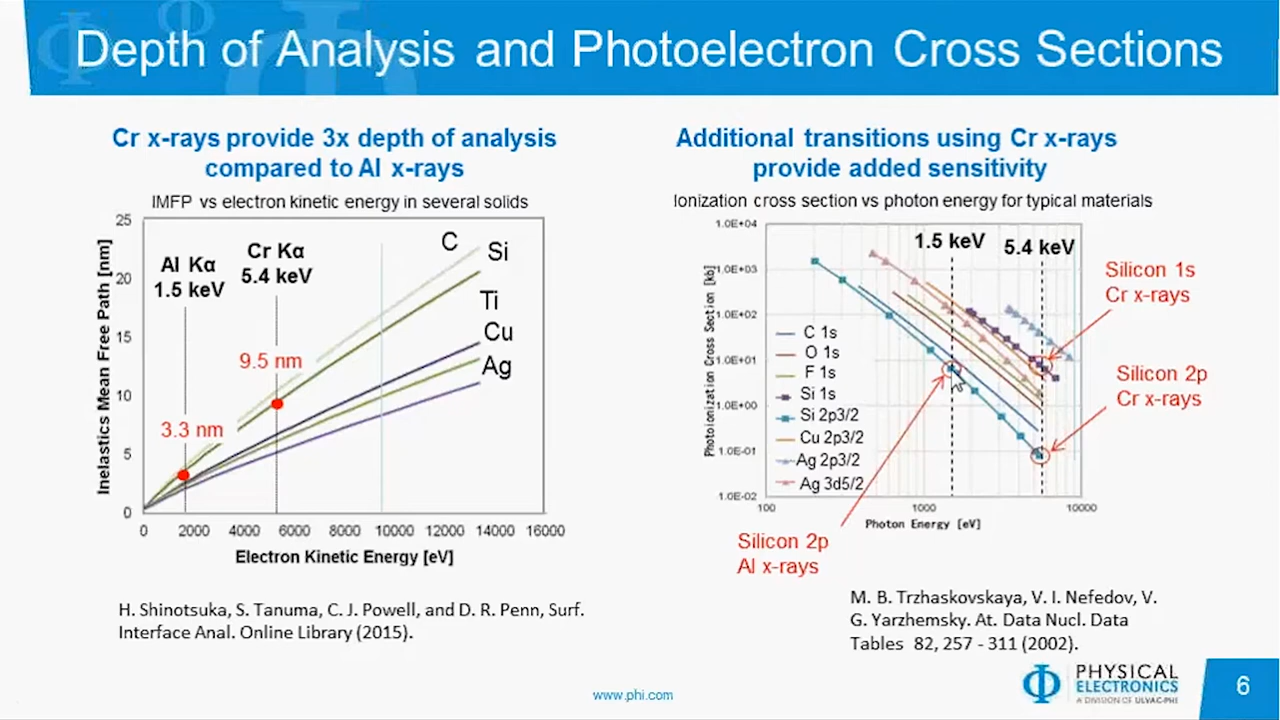 Depth of Analysis and Photoelectron Cross Sections
Cr x-rays provide 3x depth of analysis
compared to Al x-rays
IMFP vs electron kinetic energy in several solids
Inelastics Mean Free Path [nm]
25
20
15
10
5
0
Al Kα
1.5 keV
Cr Kα
5.4 keV
C
Si
Ti
Cu
Ag
9.5 nm
3.3 nm
0
2000
4000
6000
8000
10000
12000
14000
16000
Electron Kinetic Energy [eV]
H. Shinotsuka, S. Tanuma, C. J. Powell, and D. R. Penn, Surf.
Interface Anal. Online Library (2015).
Additional transitions using Cr x-rays
provide added sensitivity
Ionization cross section vs photon energy for typical materials
Photoionization Cross Section [kb]
1.0E+04
1.0E+03
1.0E+02
1.0E+01
1.0E+00
1.0E-01
1.0E-02
1.5 keV
5.4 keV
C 1s
O 1s
F 1s
Si 1s
Si 2p3/2
Cu 2p3/2
Ag 2p3/2
Ag 3d5/2
100
1000
10000
Photon Energy [eV]
Silicon 1s
Cr x-rays
Silicon 2p
Cr x-rays
Silicon 2p
Al x-rays
M. B. Trzhaskovskaya, V. I. Nefedov, V.
G. Yarzhemsky. At. Data Nucl. Data
Tables 82, 257 - 311 (2002).
www.phi.com
PHYSICAL
ELECTRONICS
A DIVISION OF ULVAC-PHI
6